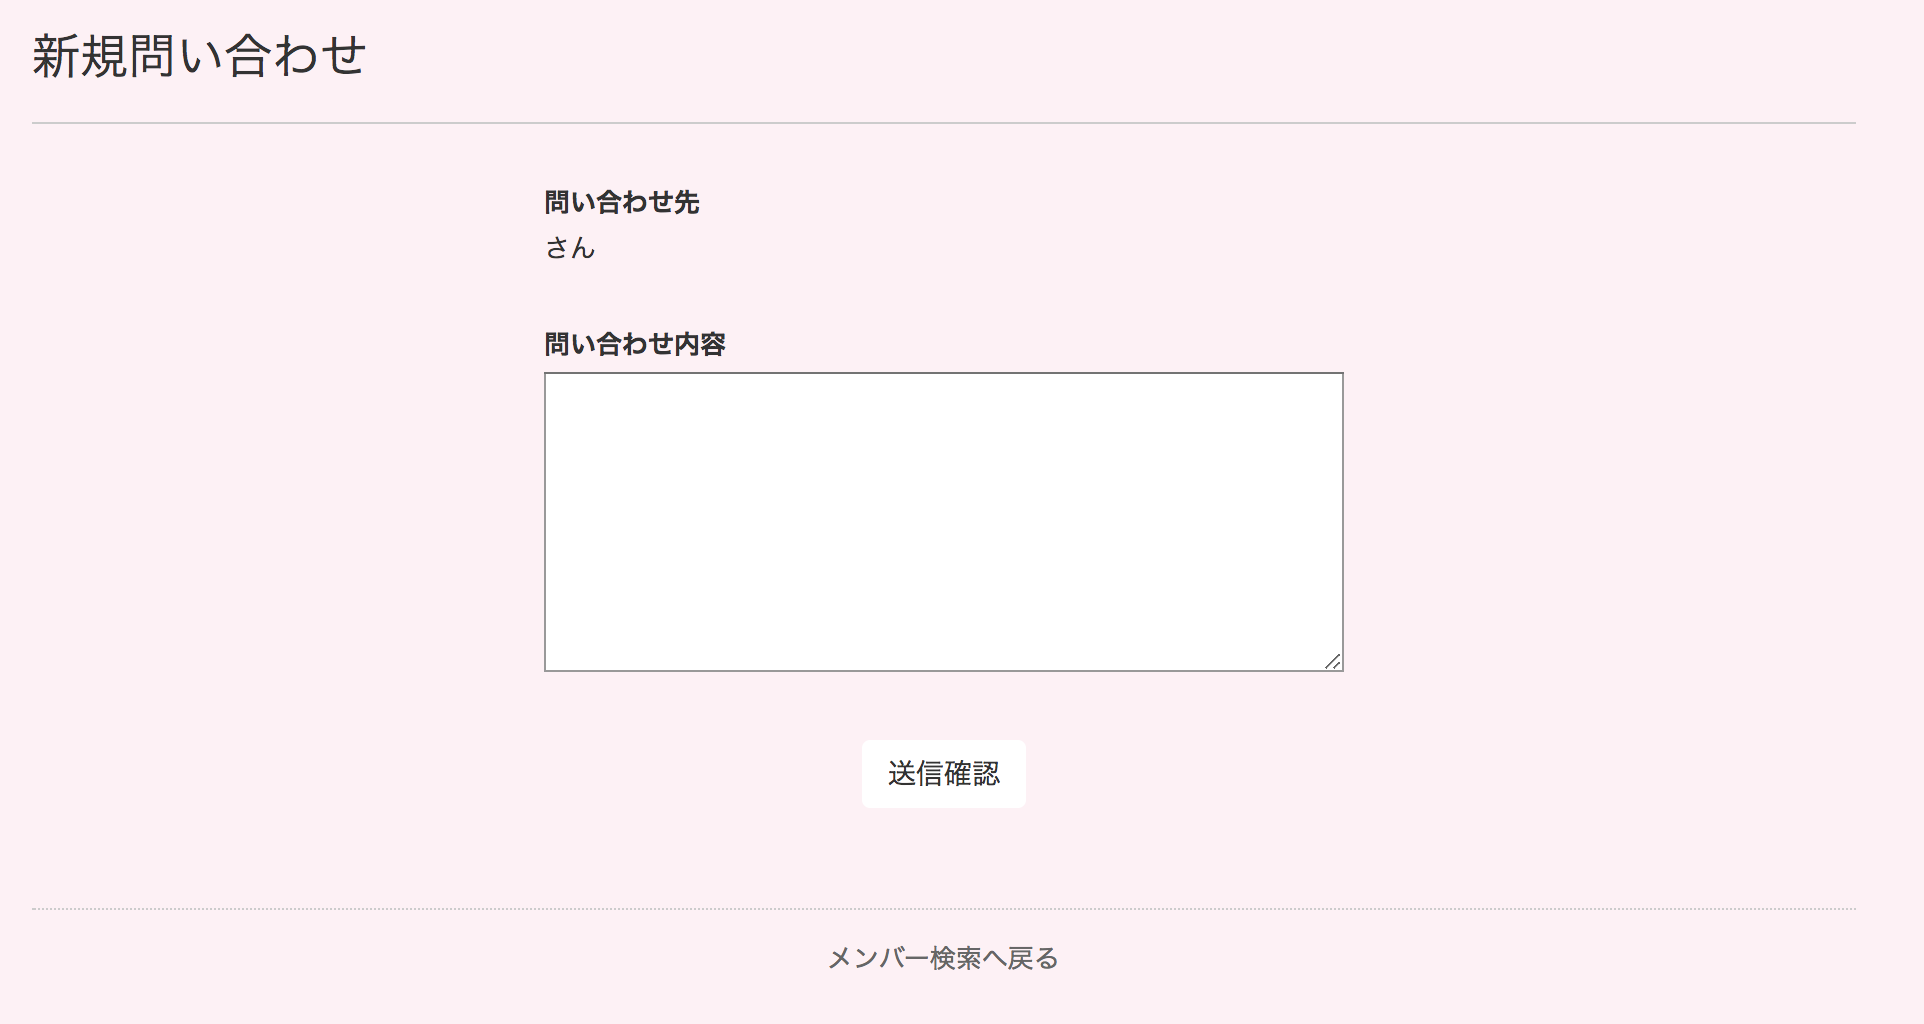 新規問い合わせ
問い合わせ先
さん
問い合わせ内容
送信確認
メンバー検索へ戻る